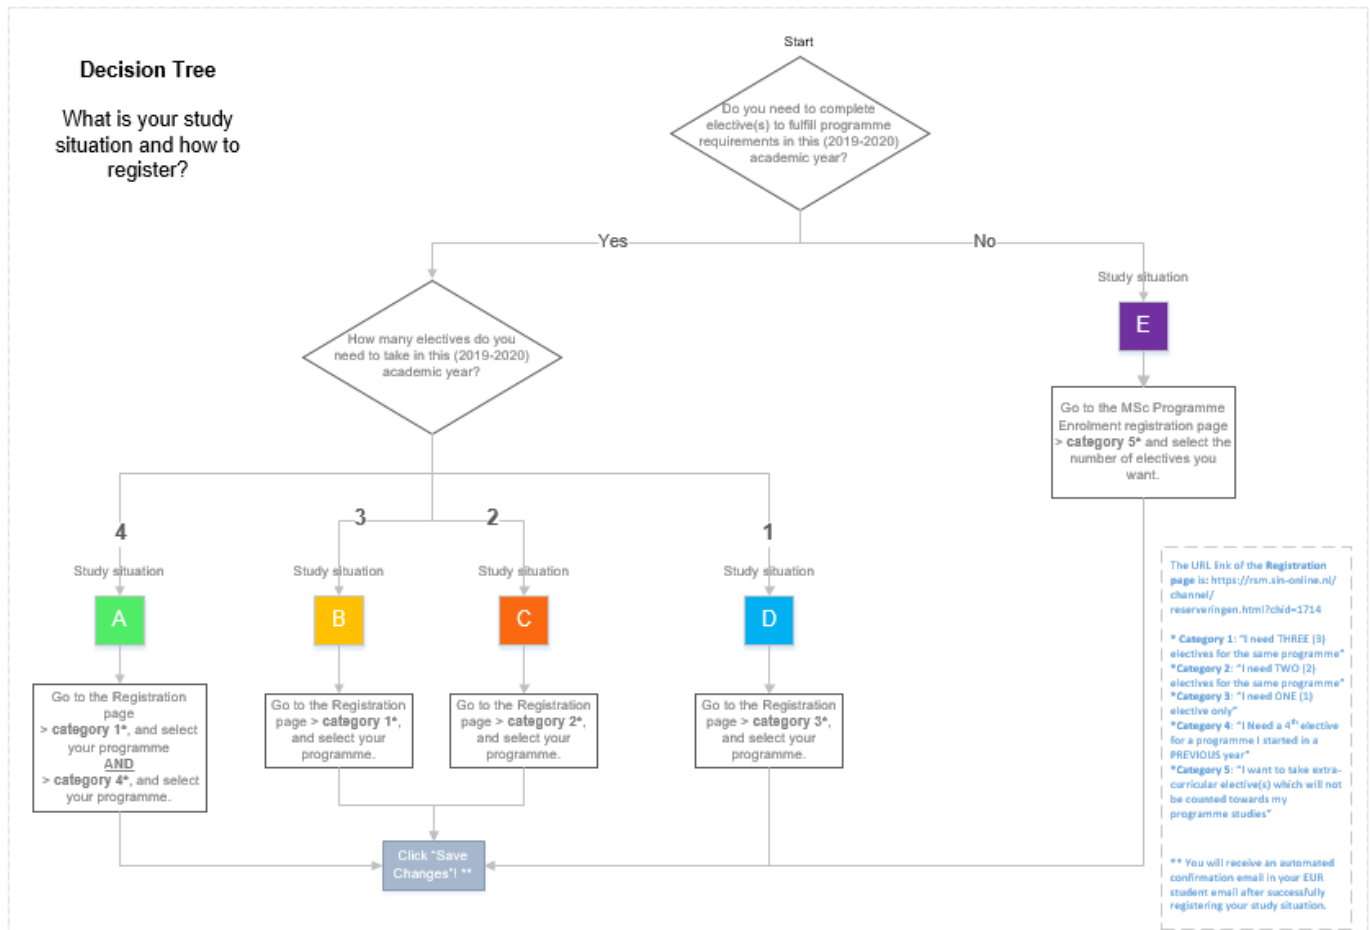 Decision Tree
What is your study
situation and how to
register?
Start
Do you need to complete
elective(s) to fulfill programme
requirements in this (2019-2020)
academic year?
Yes
No
How many electives do you
need to take in this (2019-2020)
academic year?
Study situation
E
Go to the MSc Programme
Enrolment registration page
> category 5* and select the
number of electives you
want.
4
3
2
1
Study situation
Study situation
Study situation
Study situation
A
B
C
D
Go to the Registration
page
> category 1*, and select
your programme
AND
> category 4*, and select
your programme.
Go to the Registration
page > category 1*,
and select your
programme.
Go to the Registration
page > category 2*,
and select your
programme.
Go to the Registration
page > category 3*,
and select your
programme.
Click "Save
Changes"! **
The URL link of the Registration
page is: https://rsm.sin-online.nl/
channel/
reserveringen.html?chid=1714
* Category 1: "I need THREE (3)
electives for the same programme"
*Category 2: "I need TWO (2)
electives for the same programme"
*Category 3: "I need ONE (1)
elective only"
*Category 4: "I Need a 4th elective
for a programme I started in a
PREVIOUS year"
*Category 5: "I want to take extra-
curricular elective(s) which will not
be counted towards my
programme studies"
** You will receive an automated
confirmation email in your EUR
student email after successfully
registering your study situation.